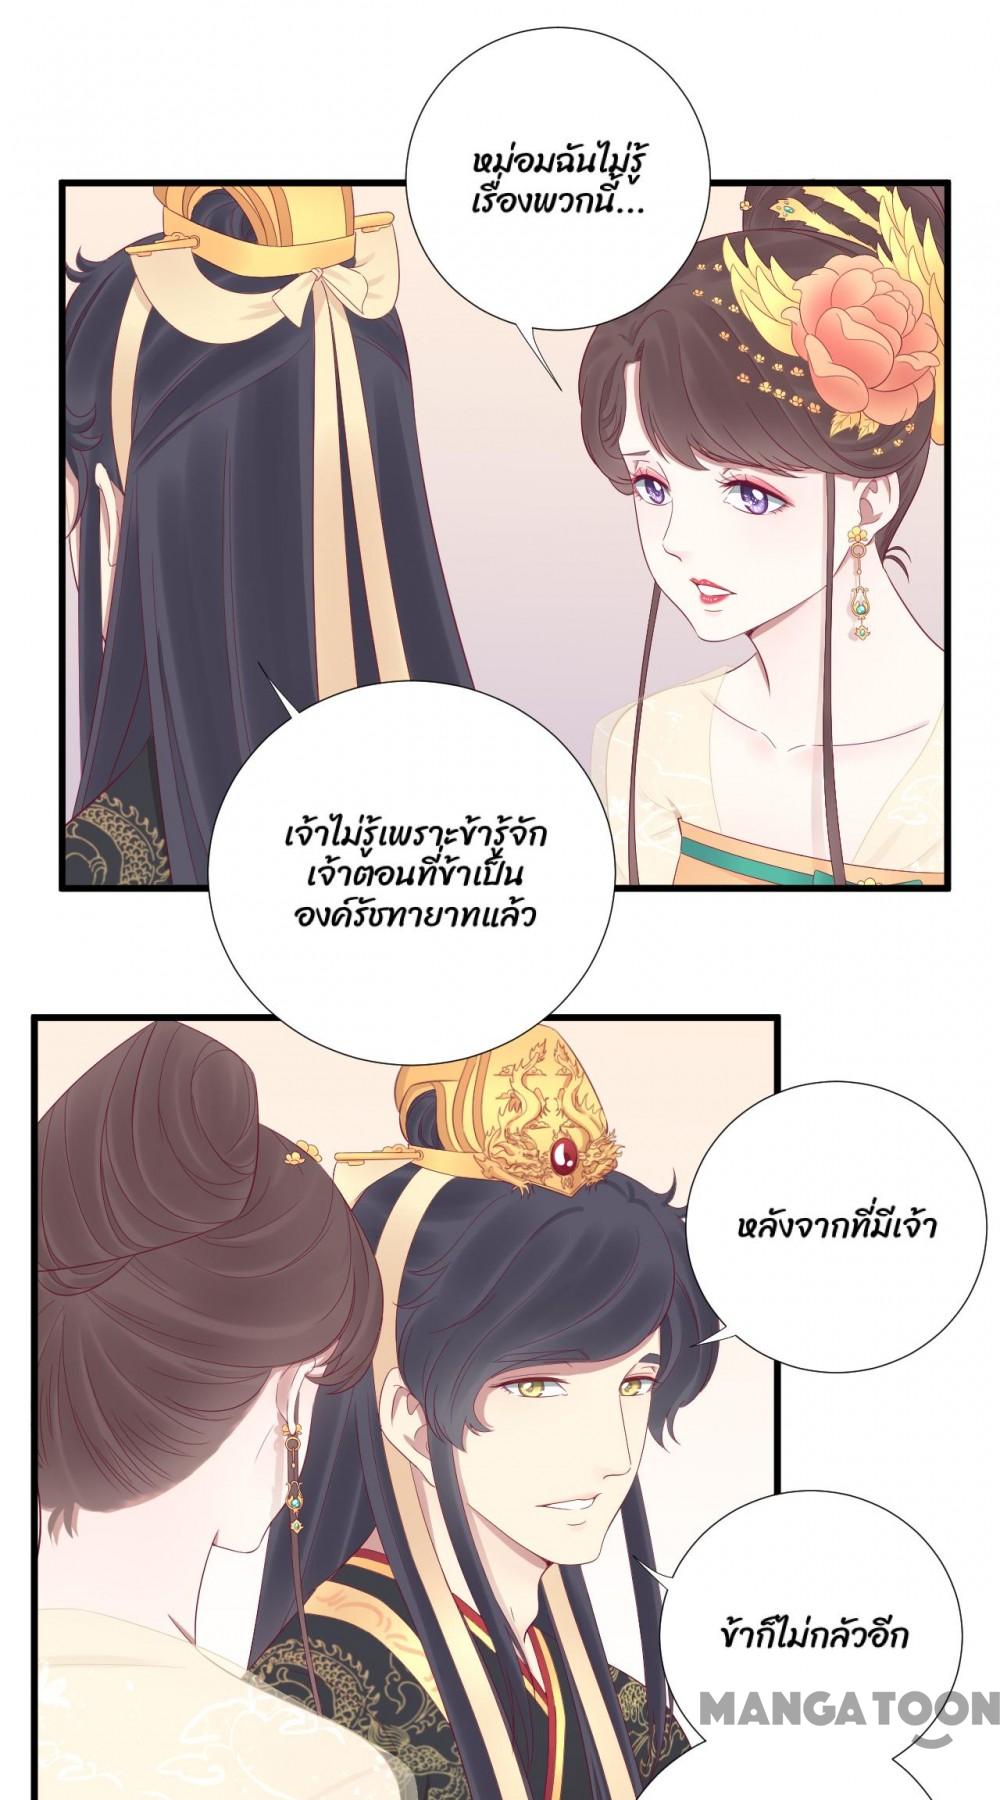 หม่อมฉันไม่รู้
เรื่องพวกนี้...
เจ้าไม่รู้เพราะข้ารู้จัก
เจ้าตอนที่ข้าเป็น
องค์รัชทายาทแล้ว
หลังจากที่มีเจ้า
ข้าก็ไม่กลัวอีก
MANGATOON